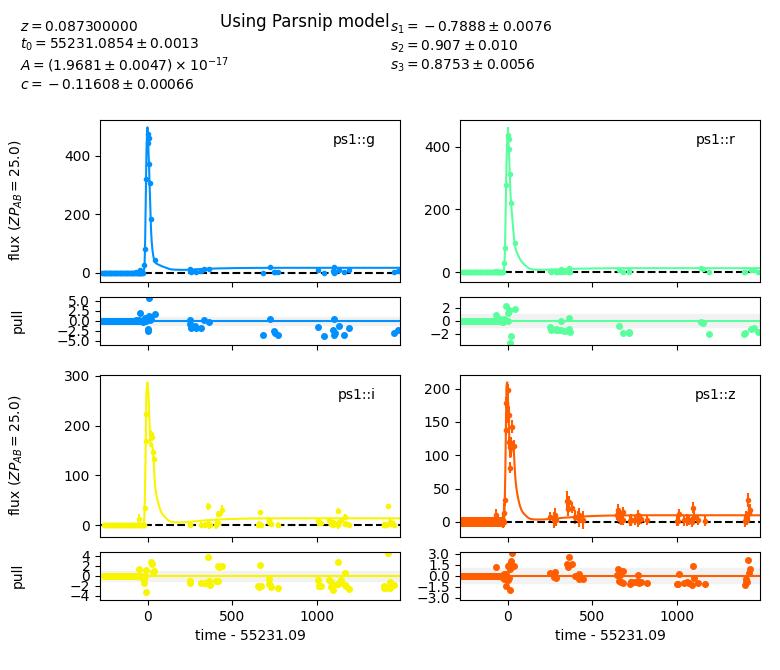 Using Parsnip model
z = 0.087300000
t₀ = 55231.0854 ± 0.0013
A = (1.9681 ± 0.0047) × 10⁻¹⁷
c = −0.11608 ± 0.00066
s₁ = −0.7888 ± 0.0076
s₂ = 0.907 ± 0.010
s₃ = 0.8753 ± 0.0056
flux (ZP_AB = 25.0)
400
200
0
ps1::g
400
200
0
ps1::r
pull
5.0
2.5
0.0
−2.5
−5.0
2
0
−2
flux (ZP_AB = 25.0)
300
200
100
0
ps1::i
200
150
100
50
0
ps1::z
pull
4
2
0
−2
−4
3.0
1.5
0.0
−1.5
−3.0
0 500 1000
0 500 1000
time - 55231.09
time - 55231.09